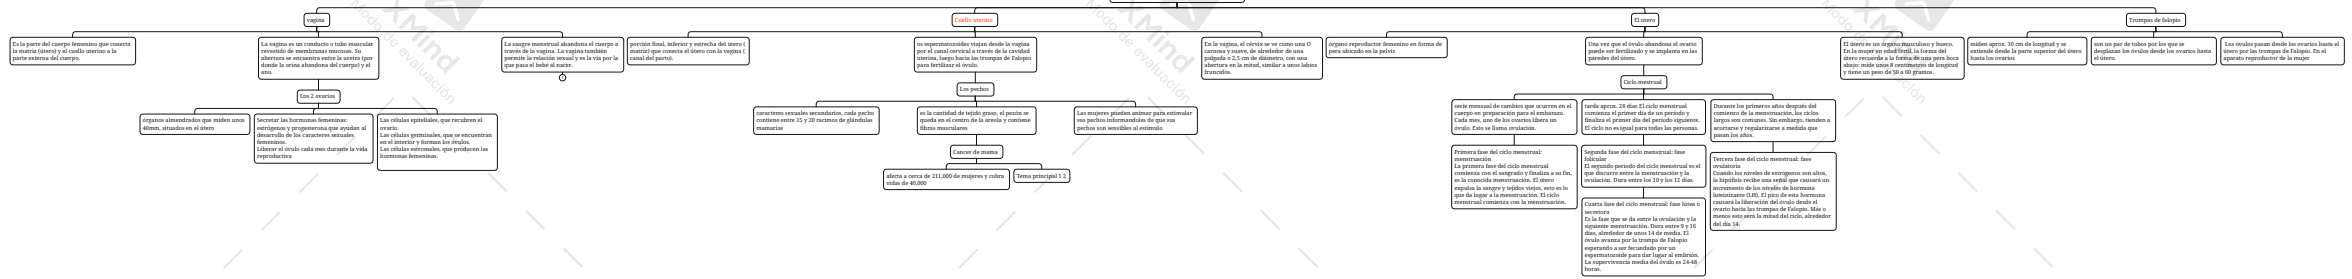 vagina
Cuello uterino
El utero
Trompas de falopio
Es la parte del cuerpo femenino que conecta
la matriz (útero) y el cuello uterino a la
parte externa del cuerpo.
La vagina es un conducto o tubo muscular
revestido de membranas mucosas. Su
abertura se encuentra entre la uretra (por
donde la orina abandona del cuerpo) y el
ano.
La sangre menstrual abandona el cuerpo a
través de la vagina. La vagina también
permite la relación sexual y es la vía por la
que pasa el bebé al nacer.
porción final, inferior y estrecha del útero (
matriz) que conecta el útero con la vagina (
canal del parto).
os espermatozoides viajan desde la vagina
por el canal cervical a través de la cavidad
uterina, luego hacia las trompas de Falopio
para fertilizar el óvulo.
En la vagina, el cérvix se ve como una O
carnosa y suave, de alrededor de una
pulgada o 2.5 cm de diámetro, con una
abertura en la mitad, similar a unos labios
fruncidos.
órgano reproductor femenino en forma de
pera ubicado en la pelvis
Una vez que el óvulo abandona el ovario
puede ser fertilizado y se implanta en las
paredes del útero.
El útero es un órgano musculoso y hueco.
En la mujer en edad fértil, la forma del
útero recuerda a la forma de una pera boca
abajo: mide unos 8 centímetros de longitud
y tiene un peso de 50 a 60 gramos.
miden aprox. 10 cm de longitud y se
extiende desde la parte superior del útero
hasta los ovarios
son un par de tubos por los que se
desplazan los óvulos desde los ovarios hasta
el útero.
Los óvulos pasan desde los ovarios hasta el
útero por las trompas de Falopio. En el
aparato reproductor de la mujer
Los 2 ovarios
Los pechos
Ciclo mestrual
órganos almendrados que miden unos
40mm, situados en el útero
Secretar las hormonas femeninas:
estrógenos y progesterona que ayudan al
desarrollo de los caracteres sexuales
femeninos.
Liberar el óvulo cada mes durante la vida
reproductiva
Las células epiteliales, que recubren el
ovario.
Las células germinales, que se encuentran
en el interior y forman los óvulos.
Las células estromales, que producen las
hormonas femeninas.
caracteres sexuales secundarios, cada pecho
contiene entre 15 y 20 racimos de glándulas
mamarias
es la cantidad de tejido graso, el pezón se
queda en el centro de la areola y contiene
fibras musculares
Las mujeres pueden animar para estimular
sus pechos informandoles de que sus
pechos son sensibles al estimulo
Cancer de mama
afecta a cerca de 211,000 de mujeres y cobra
vidas de 40,000
Tema principal 1 2
serie mensual de cambios que ocurren en el
cuerpo en preparación para el embarazo.
Cada mes, uno de los ovarios libera un
óvulo. Esto se llama ovulación.
tarda aprox. 28 días El ciclo menstrual
comienza el primer día de un período y
finaliza el primer día del período siguiente.
El ciclo no es igual para todas las personas.
Durante los primeros años después del
comienzo de la menstruación, los ciclos
largos son comunes. Sin embargo, tienden a
acortarse y regularizarse a medida que
pasan los años.
Primera fase del ciclo menstrual:
menstruación
La primera fase del ciclo menstrual
comienza con el sangrado y finaliza a su fin,
es la conocida menstruación. El útero
expulsa la sangre y tejidos viejos, esto es lo
que da lugar a la menstruación. El ciclo
menstrual comienza con la menstruación.
Segunda fase del ciclo menstrual: fase
folicular
El segundo período del ciclo menstrual es el
que discurre entre la menstruación y la
ovulación. Dura entre los 10 y los 12 días.
Tercera fase del ciclo menstrual: fase
ovulatoria
Cuando los niveles de estrógenos son altos,
la hipófisis recibe una señal que causará un
incremento de los niveles de hormona
luteinizante (LH). El pico de esta hormona
causará la liberación del óvulo desde el
ovario hacia las trompas de Falopio. Más o
menos esto será la mitad del ciclo, alrededor
del día 14.
Cuarta fase del ciclo menstrual: fase lútea o
secretora
Es la fase que se da entre la ovulación y la
siguiente menstruación. Dura entre 9 y 16
días, alrededor de unos 14 de media. El
óvulo avanza por la trompa de Falopio
esperando a ser fecundado por un
espermatozoide para dar lugar al embrión.
La supervivencia media del óvulo es 24-48
horas.
XMind
Modo de evaluación
XMind
Modo de evaluación
XMind
Modo de evaluación